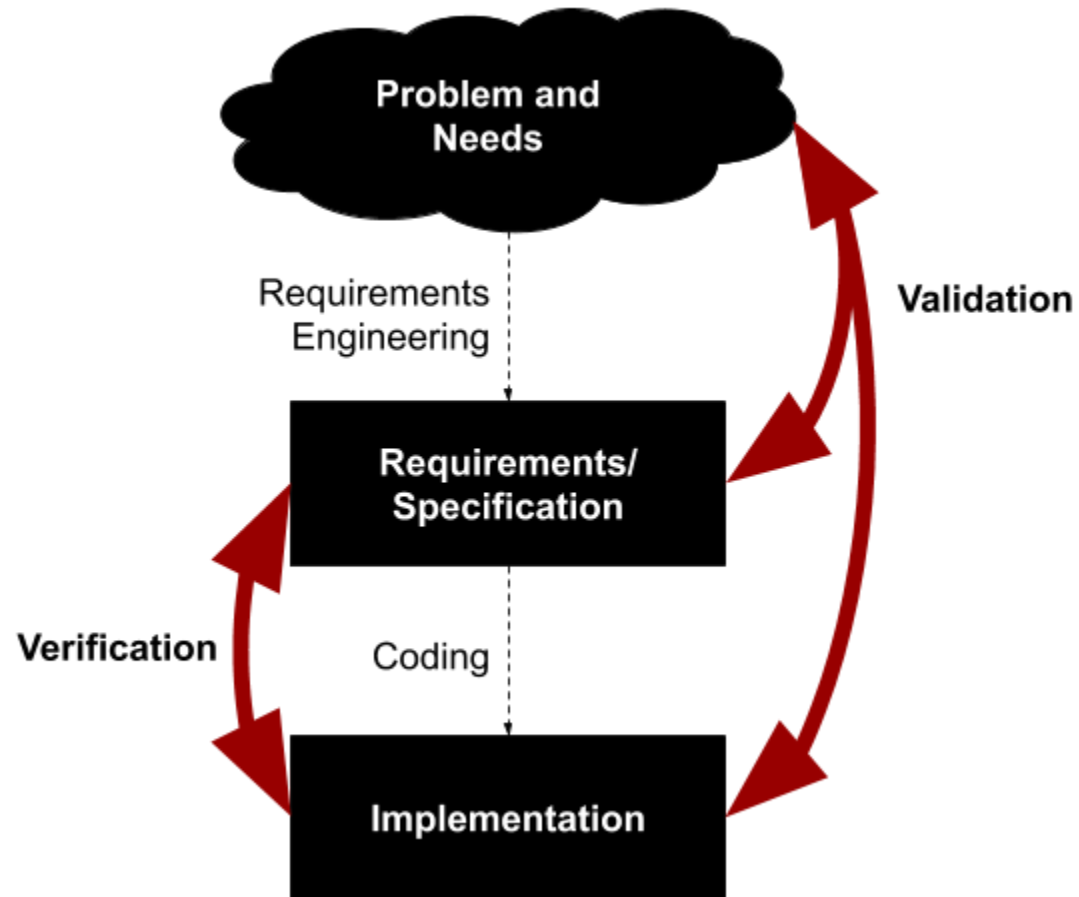 Problem and
Needs
Requirements
Engineering
Validation
Requirements/
Specification
Verification
Coding
Implementation